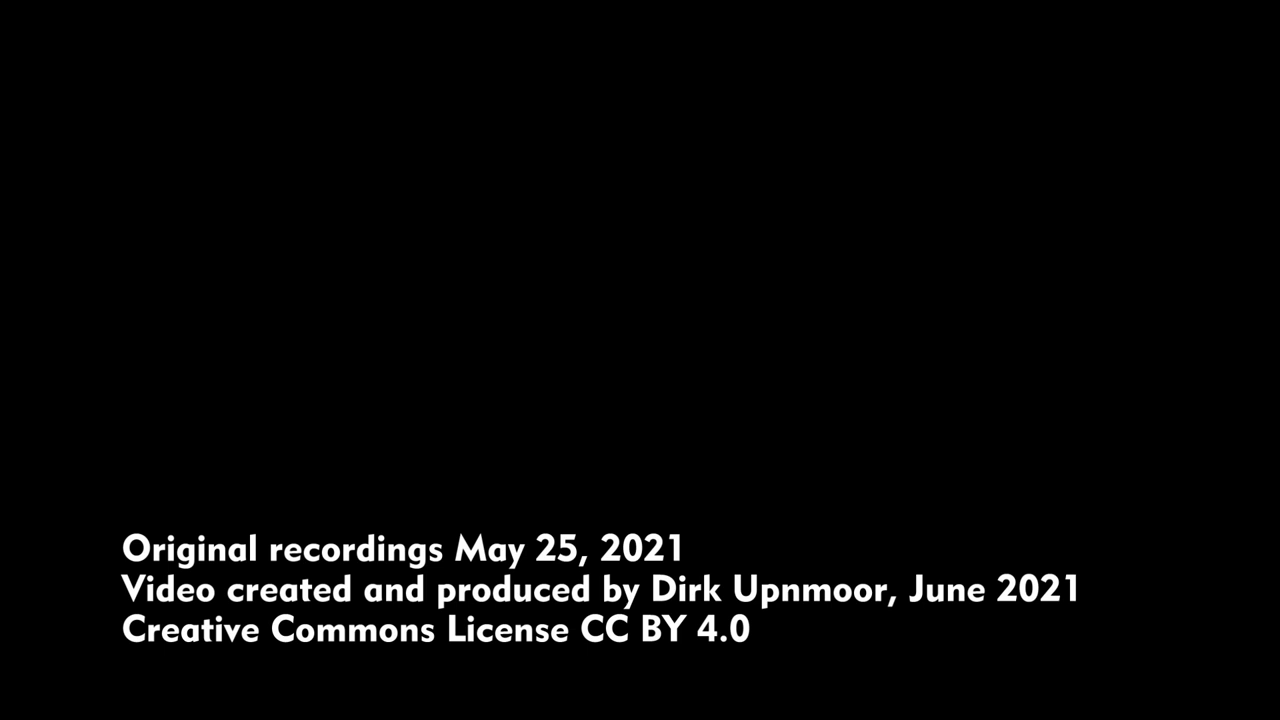 Original recordings May 25, 2021
Video created and produced by Dirk Upnmoor, June 2021
Creative Commons License CC BY 4.0